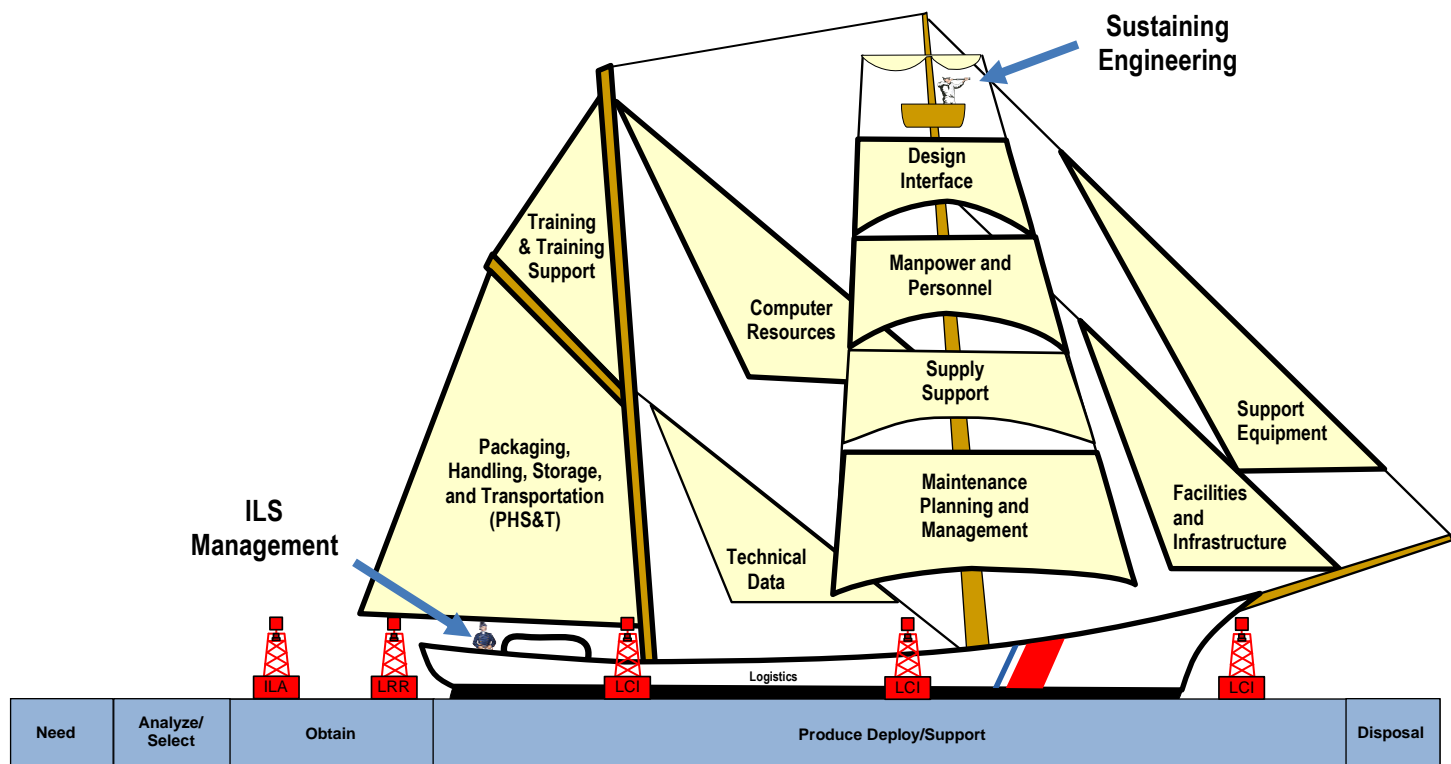 Sustaining
Engineering
Design
Interface
Training
& Training
Support
Manpower and
Personnel
Computer
Resources
Supply
Support
Support
Equipment
Packaging,
Handling, Storage,
and Transportation
(PHS&T)
Maintenance
Planning and
Management
Facilities
and
Infrastructure
ILS
Management
Technical
Data
Logistics
ILA
LRR
LCI
LCI
LCI
Need
Analyze/
Select
Obtain
Produce Deploy/Support
Disposal